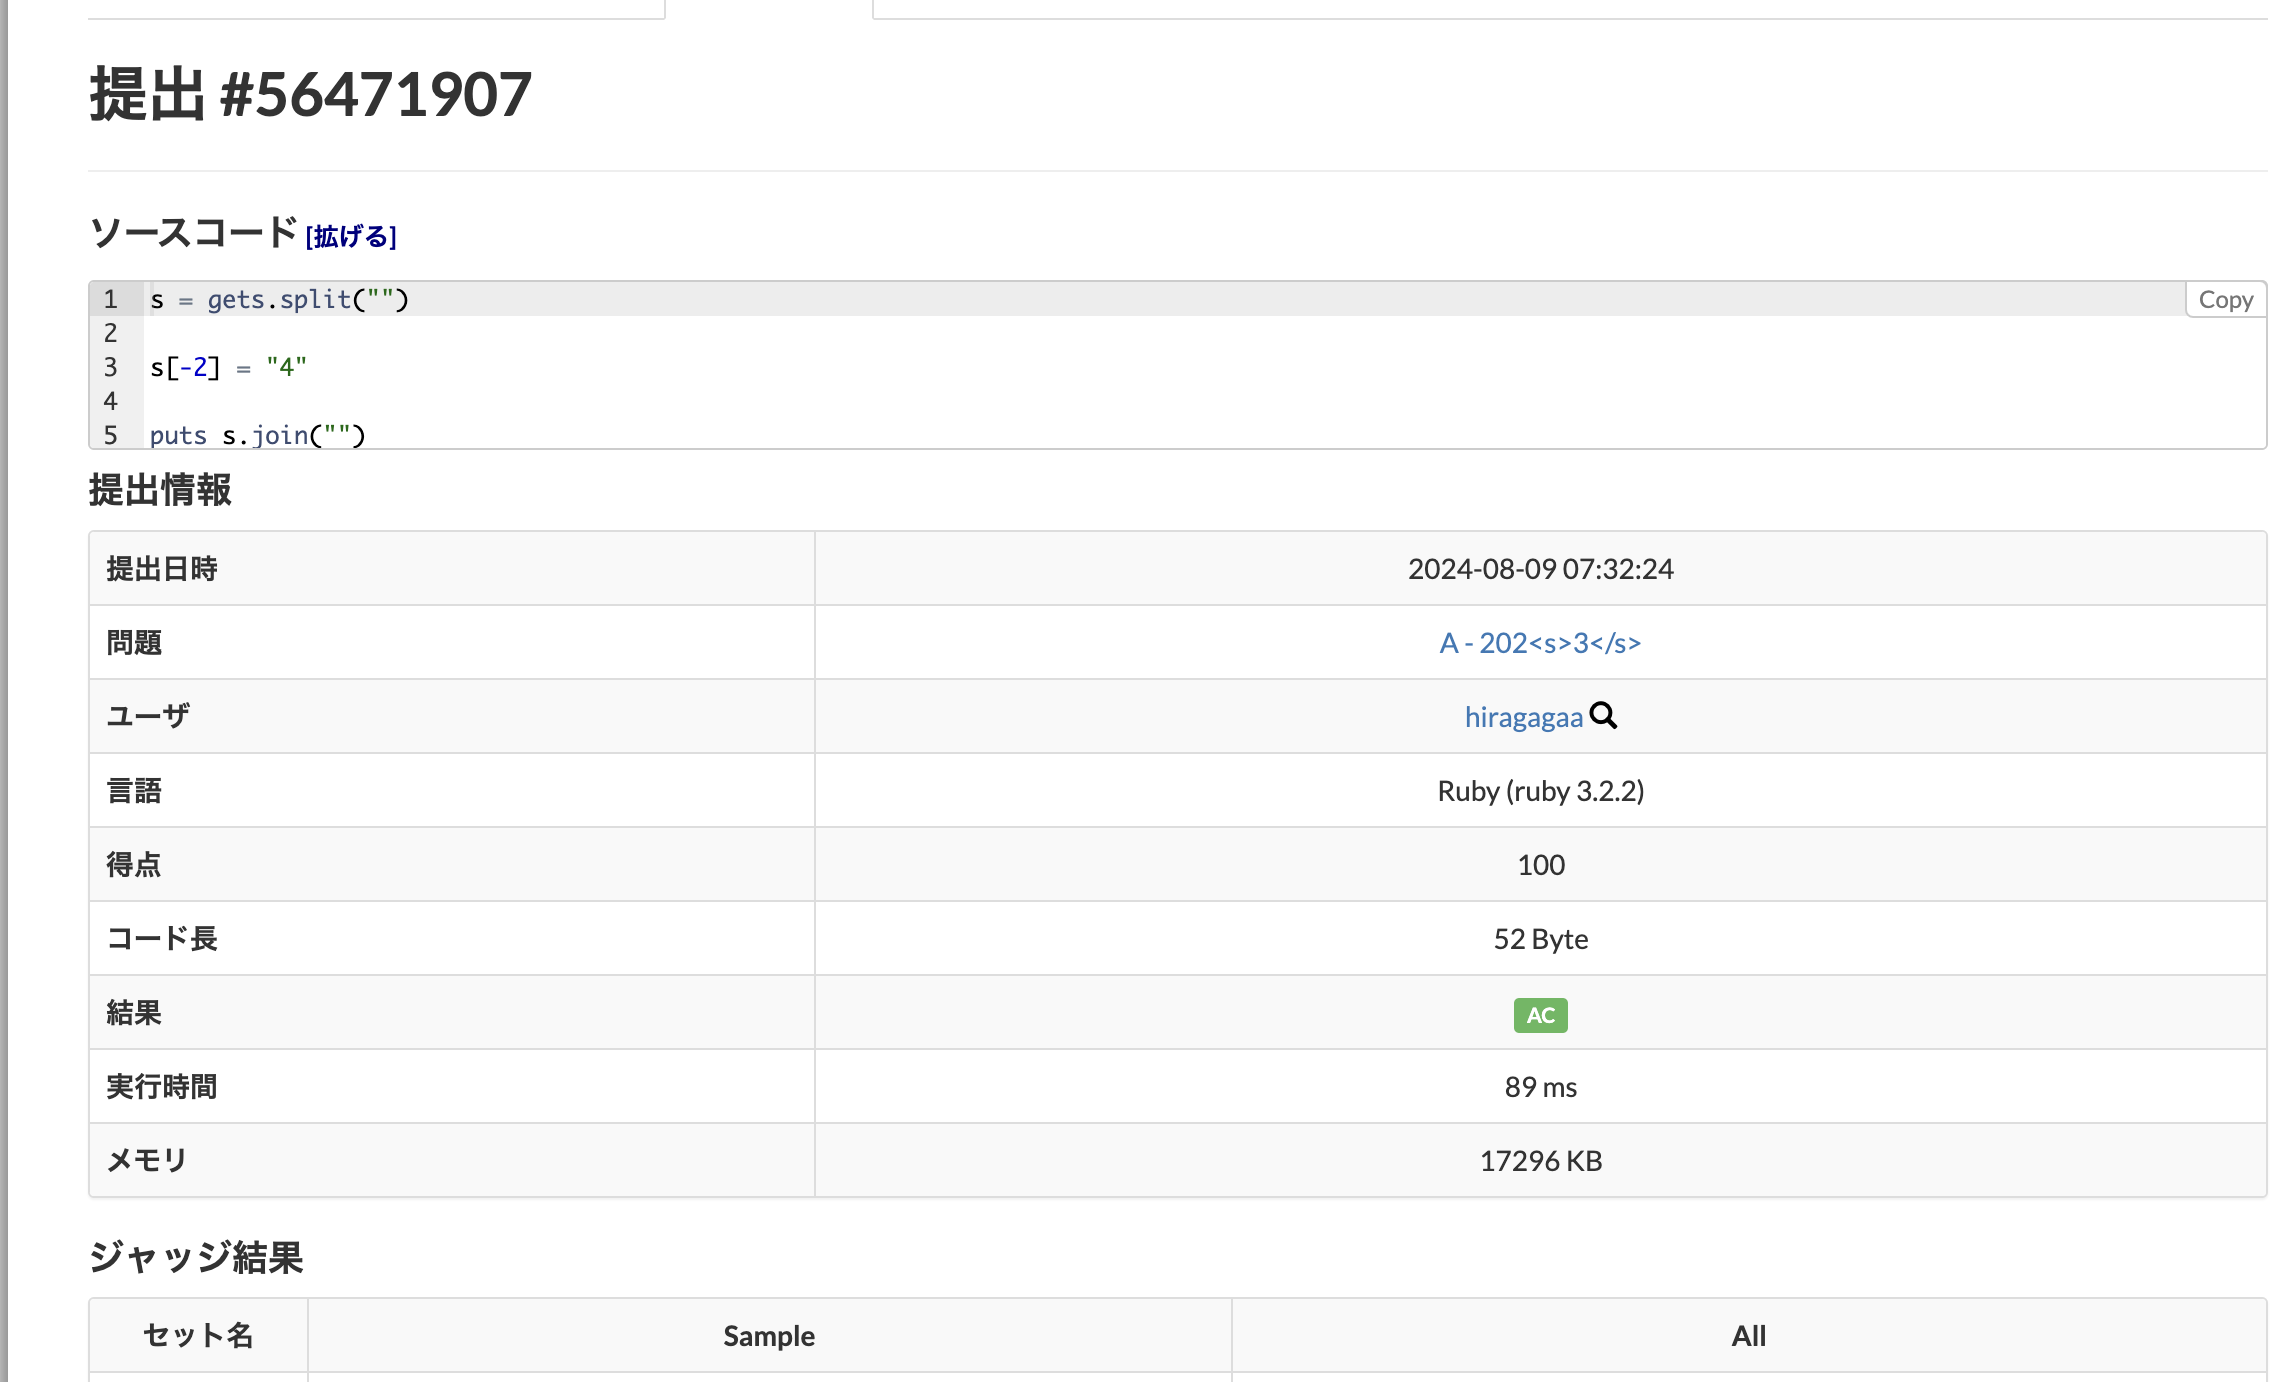 提出 #56471907
ソースコード [拡げる]
1 s = gets.split("")
Copy
2
3 s[-2] = "4"
4
5 puts s.join("")
提出情報
提出日時 2024-08-09 07:32:24
問題 A - 202<s>3</s>
ユーザ hiragagaa
言語 Ruby (ruby 3.2.2)
得点 100
コード長 52 Byte
結果 AC
実行時間 89 ms
メモリ 17296 KB
ジャッジ結果
セット名 Sample All